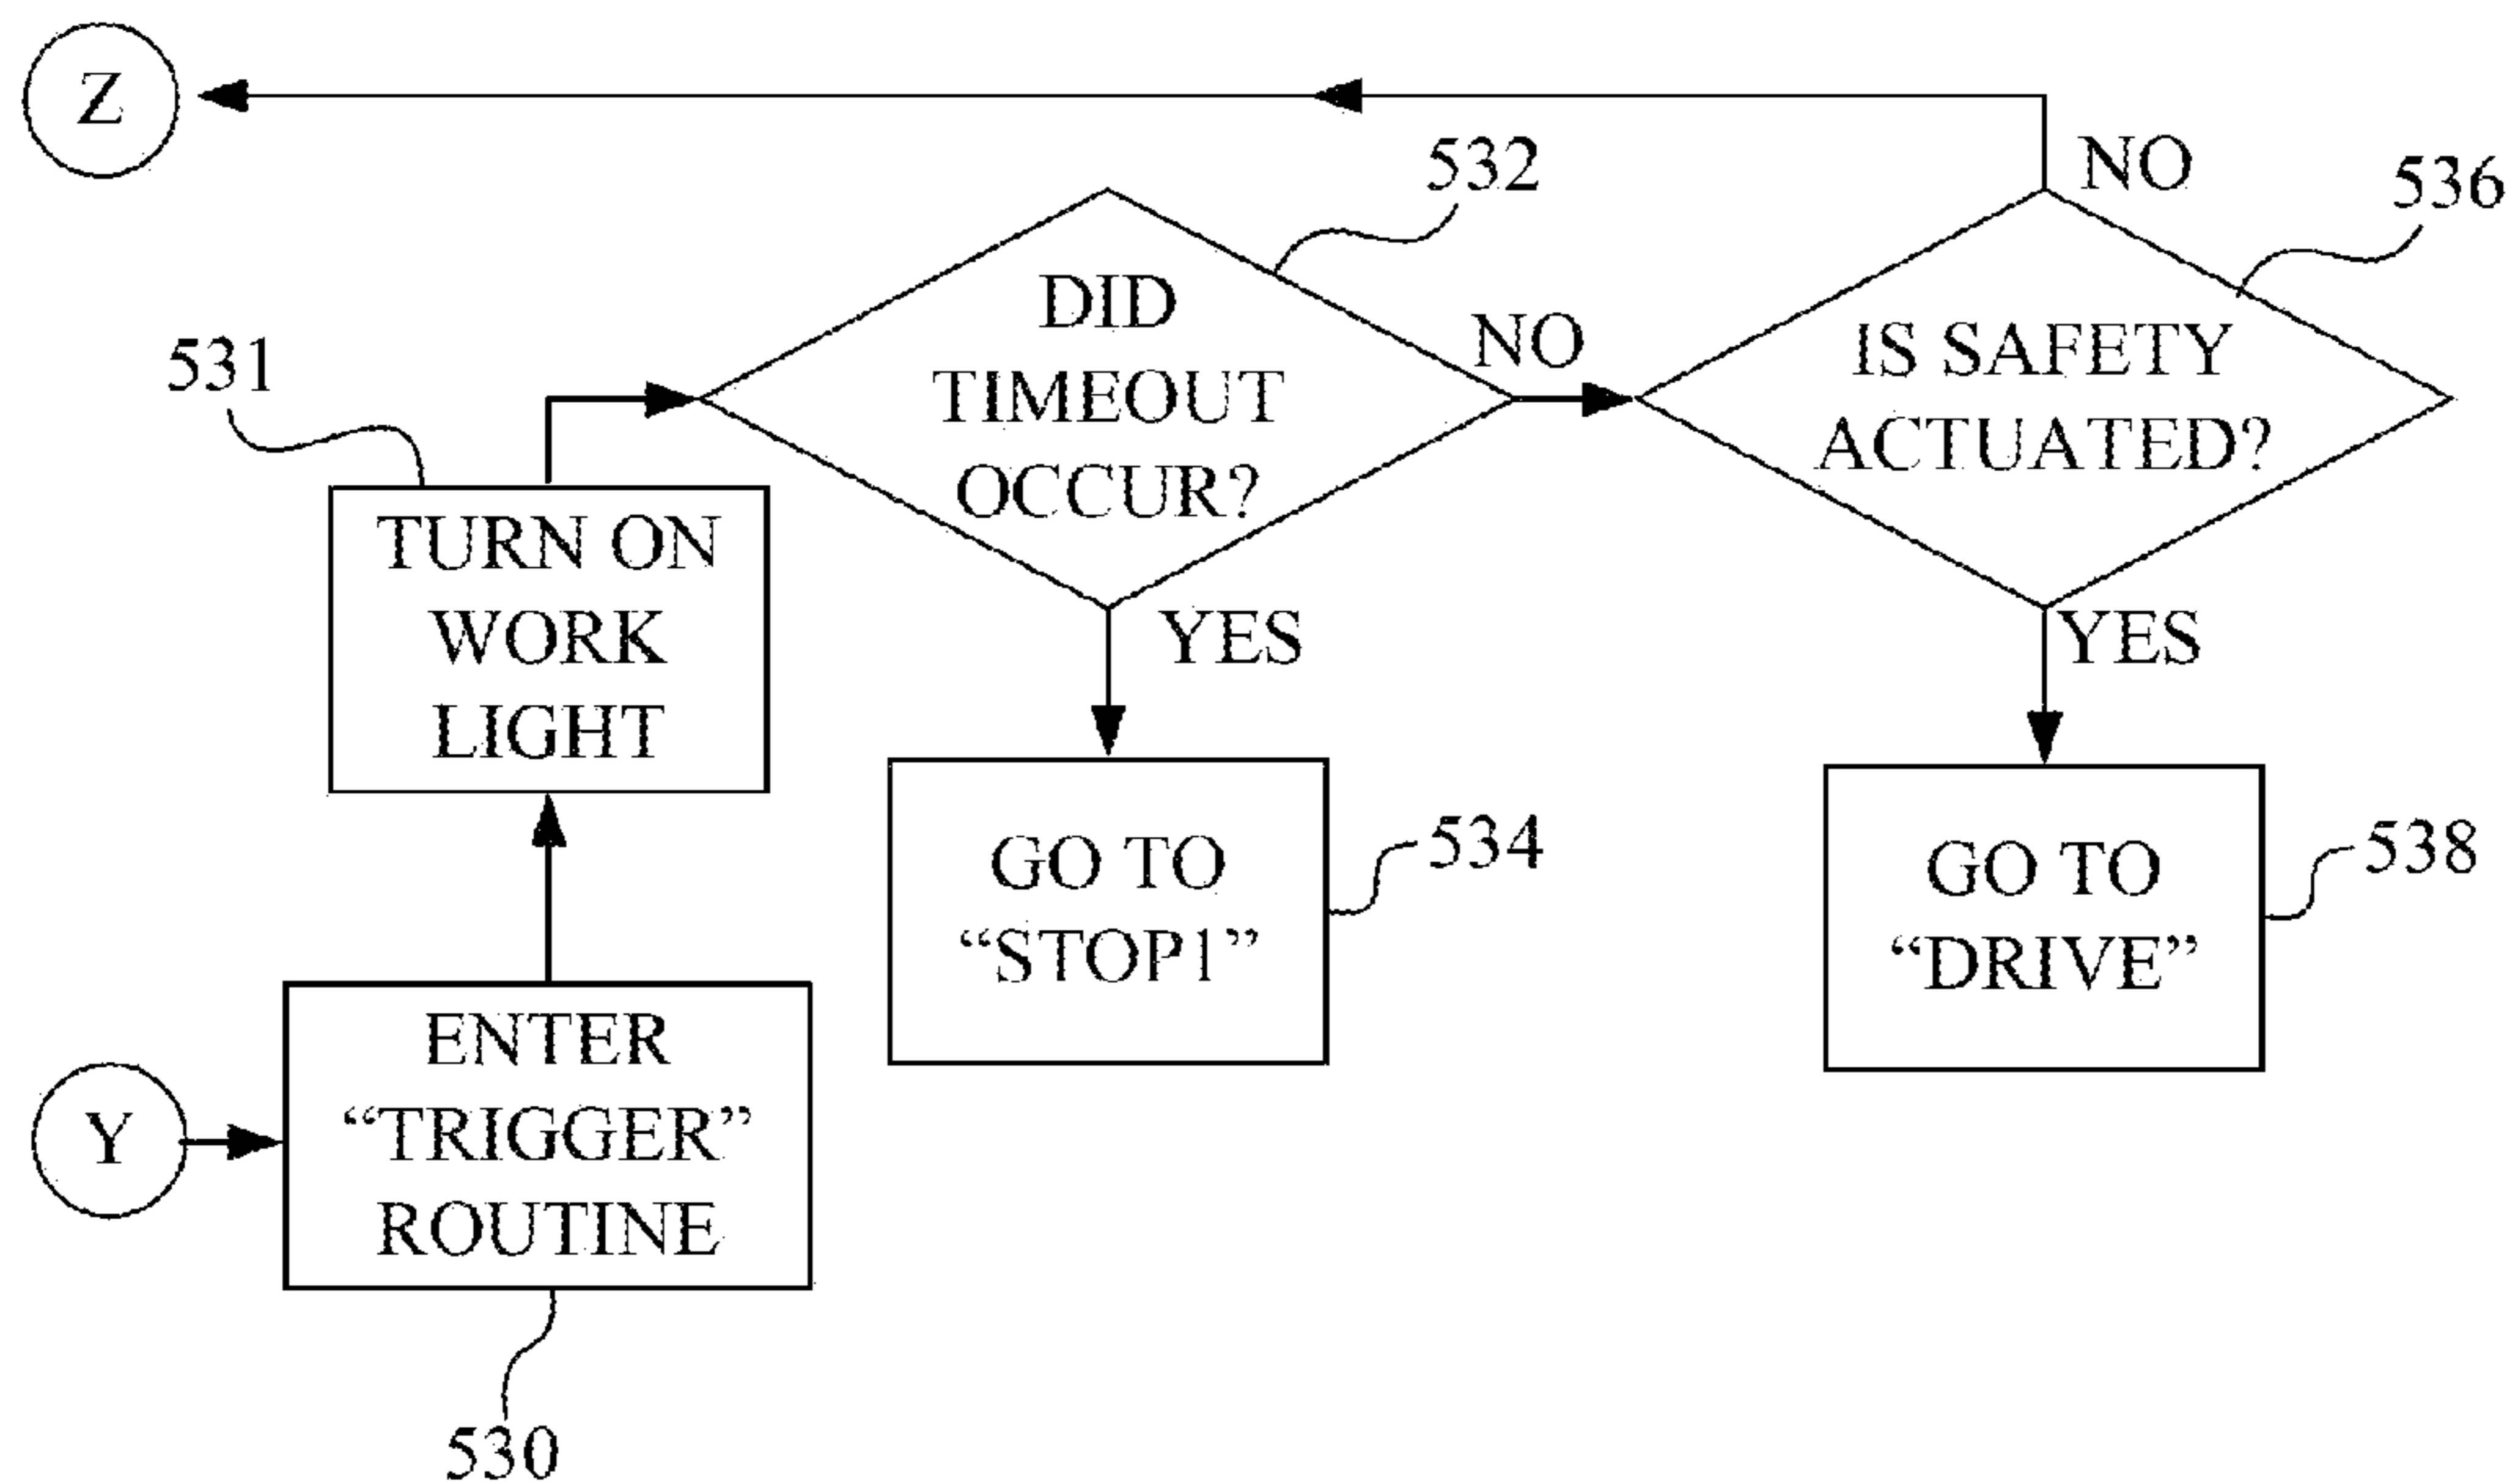 Z
532
NO
536
DID
TIMEOUT
OCCUR?
NO
IS SAFETY
ACTUATED?
531
TURN ON
WORK
LIGHT
YES
YES
GO TO
“STOP1”
534
GO TO
“DRIVE”
538
Y
ENTER
“TRIGGER”
ROUTINE
530